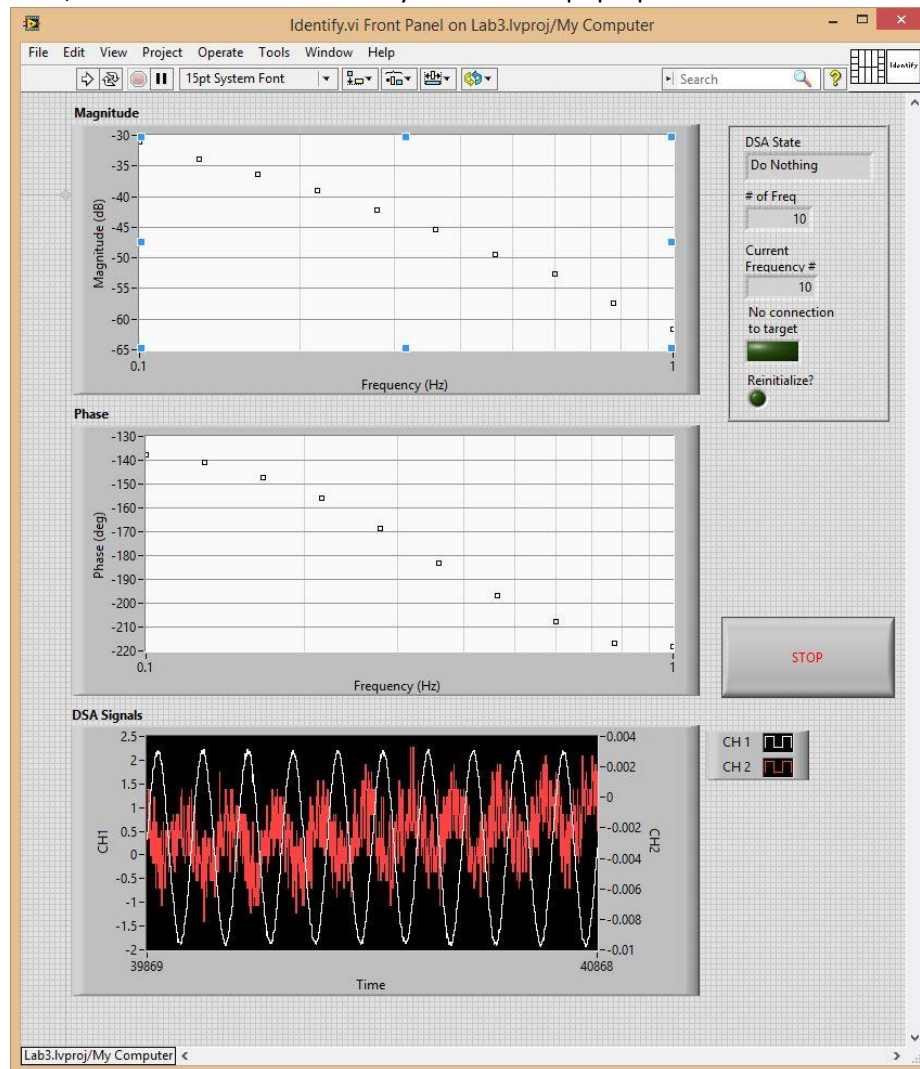 Identify.vi Front Panel on Lab3.lvproj/My Computer
File Edit View Project Operate Tools Window Help
15pt System Font
Search
Identify
Magnitude
-30
-35
-40
-45
-50
-55
-60
-65
Magnitude (dB)
0.1
1
Frequency (Hz)
DSA State
Do Nothing
# of Freq
10
Current
Frequency #
10
No connection
to target
Reinitialize?
Phase
-130
-140
-150
-160
-170
-180
-190
-200
-210
-220
Phase (deg)
0.1
1
Frequency (Hz)
STOP
DSA Signals
2.5
2
1.5
1
0.5
0
-0.5
-1
-1.5
-2
CH1
-0.004
-0.002
-0
-0.002
-0.004
-0.006
-0.008
-0.01
CH2
39869
40868
Time
CH 1
CH 2
Lab3.lvproj/My Computer